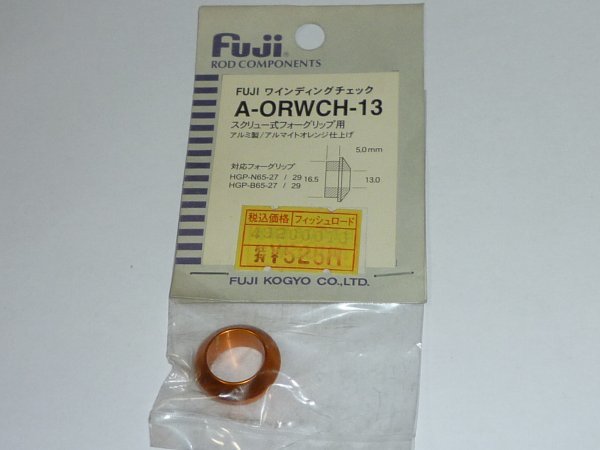 Fuji®
ROD COMPONENTS
FUJI ワインディングチェック
A-ORWCH-13
スクリュー式フォーグリップ用
アルミ製/アルマイトオレンジ仕上げ
5.0mm
対応フォーグリップ
HGP-N65-27 / 29
HGP-B65-27 / 29
16.5
13.0
税込価格 フィッシュロード
¥525
FUJI KOGYO CO.,LTD.